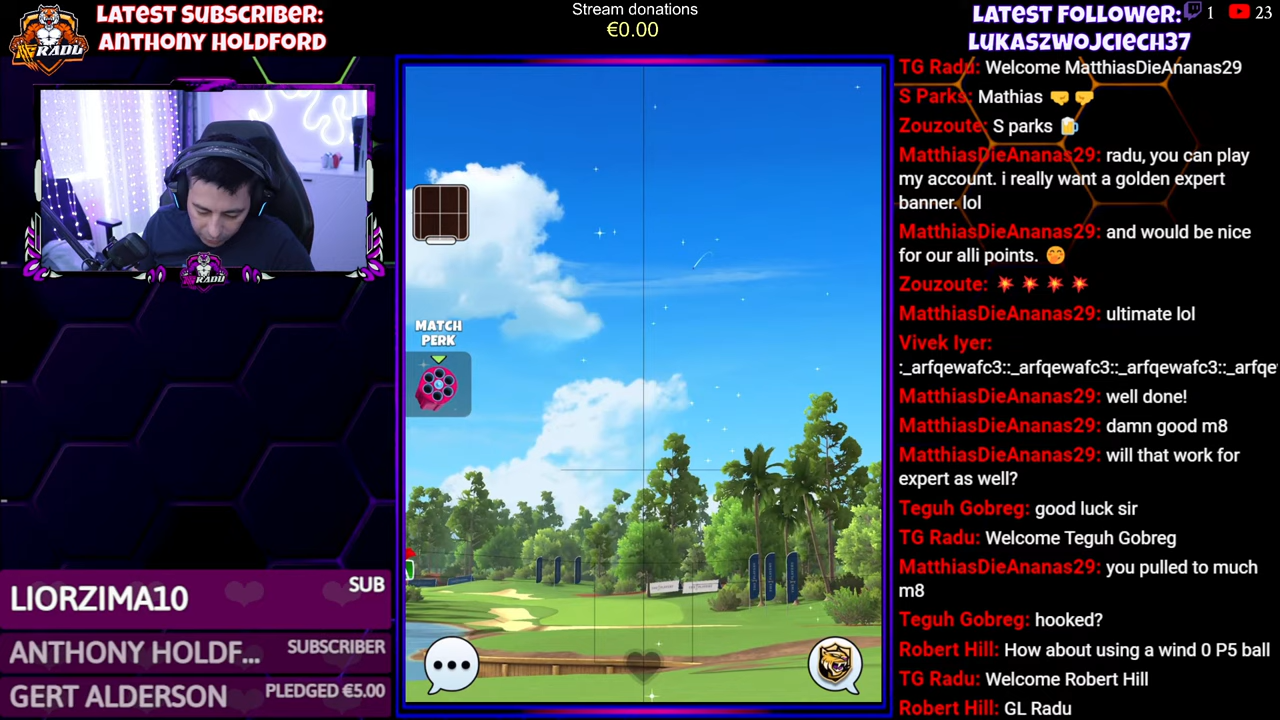 LATEST SUBSCRIBER:
ANTHONY HOLDFORD
RADU
Stream donations
€0.00
LATEST FOLLOWER:
1
23
LUKASZWOJCIECH37
RADU
LIORZIMA10
SUB
ANTHONY HOLDF...
SUBSCRIBER
GERT ALDERSON
PLEDGED €5.00
MATCH
PERK
TG Radu: Welcome MatthiasDieAnanas29
S Parks: Mathias 🤜 🤛
Zouzoute: S parks 🍺
MatthiasDieAnanas29: radu, you can play
my account. i really want a golden expert
banner. lol
MatthiasDieAnanas29: and would be nice
for our alli points. 🤭
Zouzoute: 💥 💥 💥 💥
MatthiasDieAnanas29: ultimate lol
Vivek Iyer:
:_arfqewafc3::_arfqewafc3::_arfqewafc3::_arfqe
MatthiasDieAnanas29: well done!
MatthiasDieAnanas29: damn good m8
MatthiasDieAnanas29: will that work for
expert as well?
Teguh Gobreg: good luck sir
TG Radu: Welcome Teguh Gobreg
MatthiasDieAnanas29: you pulled to much
m8
Teguh Gobreg: hooked?
Robert Hill: How about using a wind 0 P5 ball
TG Radu: Welcome Robert Hill
Robert Hill: GL Radu